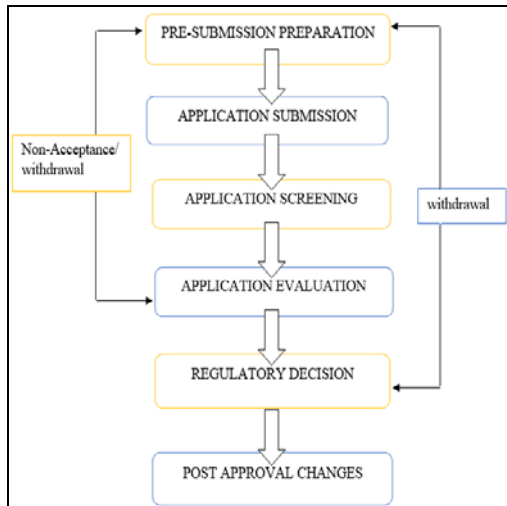 PRE-SUBMISSION PREPARATION
APPLICATION SUBMISSION
Non-Acceptance/
withdrawal
APPLICATION SCREENING
withdrawal
APPLICATION EVALUATION
REGULATORY DECISION
POST APPROVAL CHANGES